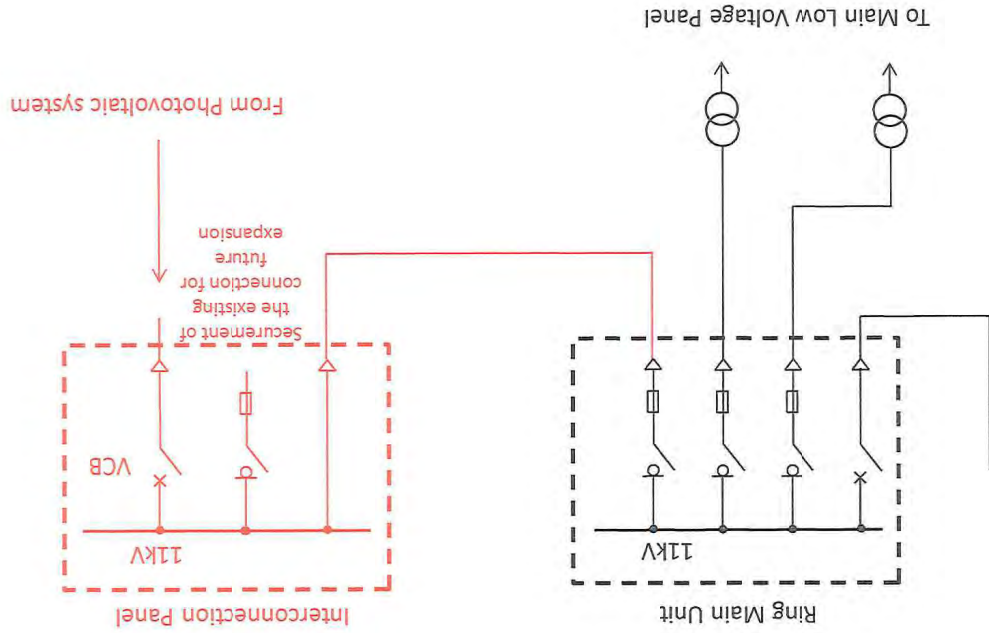 Ring Main Unit
11kV
To Main Low Voltage Panel
Interconnection Panel
11kV
VCB
Securement of
the existing
connection for
future
expansion
From Photovoltaic system